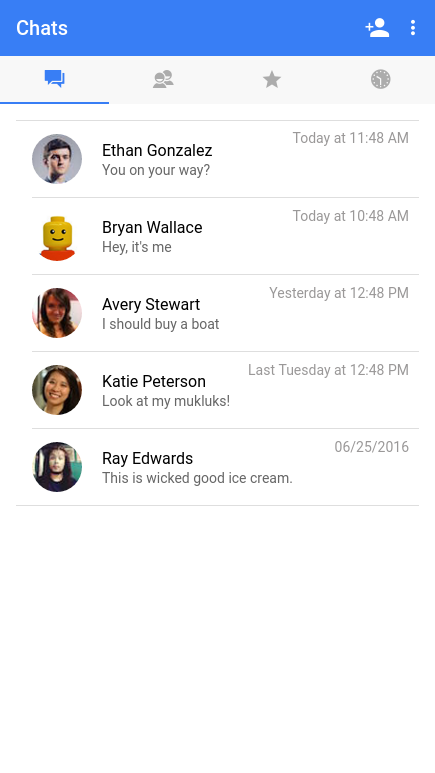 Chats
Today at 11:48 AM
Ethan Gonzalez
You on your way?
Today at 10:48 AM
Bryan Wallace
Hey, it's me
Yesterday at 12:48 PM
Avery Stewart
I should buy a boat
Last Tuesday at 12:48 PM
Katie Peterson
Look at my mukluks!
06/25/2016
Ray Edwards
This is wicked good ice cream.